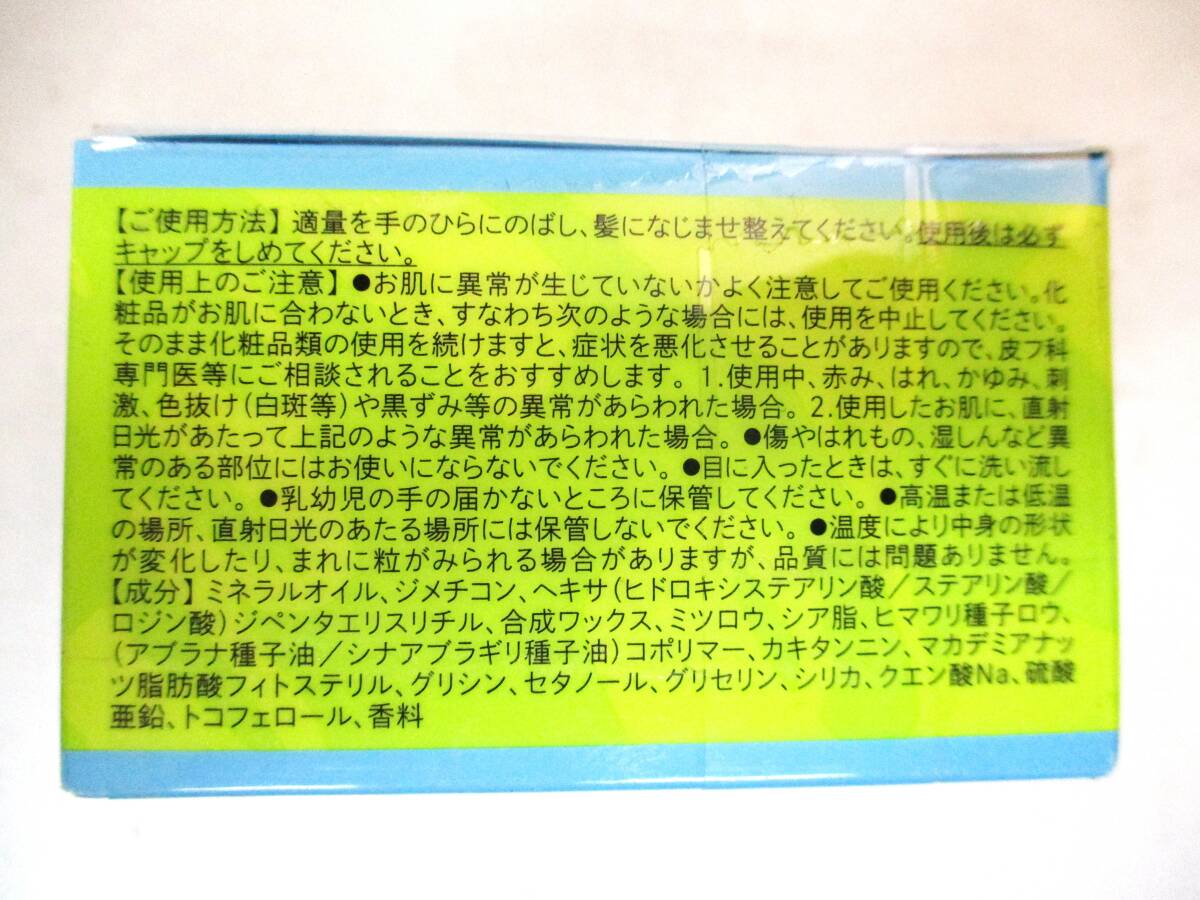 【ご使用方法】適量を手のひらにのばし、髪になじませ整えてください。使用後は必ず
キャップをしめてください。
【使用上のご注意】●お肌に異常が生じていないかよく注意してご使用ください。化
粧品がお肌に合わないとき、すなわち次のような場合には、使用を中止してください。
そのまま化粧品類の使用を続けますと、症状を悪化させることがありますので、皮フ科
専門医等にご相談されることをおすすめします。1.使用中、赤み、はれ、かゆみ、刺
激、色抜け(白斑等)や黒ずみ等の異常があらわれた場合。2.使用したお肌に、直射
日光があたって上記のような異常があらわれた場合。●傷やはれもの、湿しんなど異
常のある部位にはお使いにならないでください。●目に入ったときは、すぐに洗い流し
てください。●乳幼児の手の届かないところに保管してください。●高温または低温
の場所、直射日光のあたる場所には保管しないでください。●温度により中身の形状
が変化したり、まれに粒がみられる場合がありますが、品質には問題ありません。
【成分】ミネラルオイル、ジメチコン、ヘキサ(ヒドロキシステアリン酸/ステアリン酸/
ロジン酸)ジペンタエリスリチル、合成ワックス、ミツロウ、シア脂、ヒマワリ種子ロウ、
(アブラナ種子油/シナアブラギリ種子油)コポリマー、カキタンニン、マカデミアナッ
ツ脂肪酸フィトステリル、グリシン、セタノール、グリセリン、シリカ、クエン酸Na、硫酸
亜鉛、トコフェロール、香料